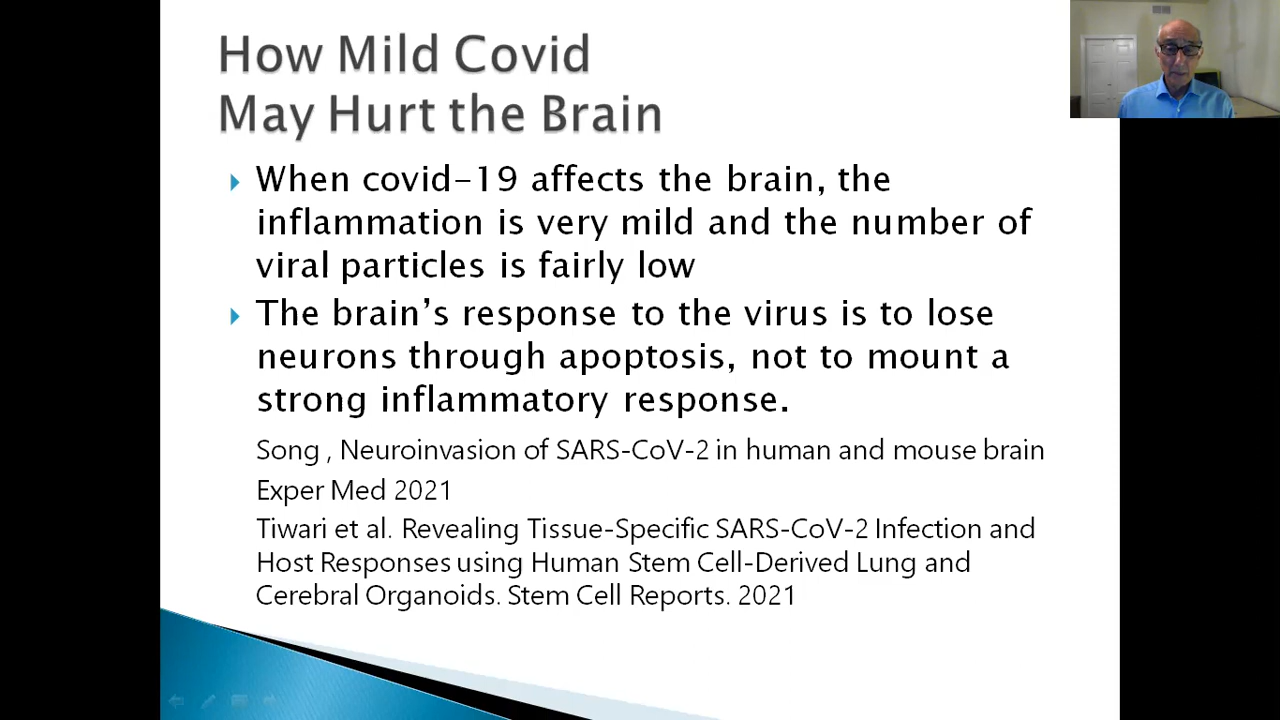 How Mild Covid
May Hurt the Brain
When covid-19 affects the brain, the
inflammation is very mild and the number of
viral particles is fairly low
The brain’s response to the virus is to lose
neurons through apoptosis, not to mount a
strong inflammatory response.
Song , Neuroinvasion of SARS-CoV-2 in human and mouse brain
Exper Med 2021
Tiwari et al. Revealing Tissue-Specific SARS-CoV-2 Infection and
Host Responses using Human Stem Cell-Derived Lung and
Cerebral Organoids. Stem Cell Reports. 2021